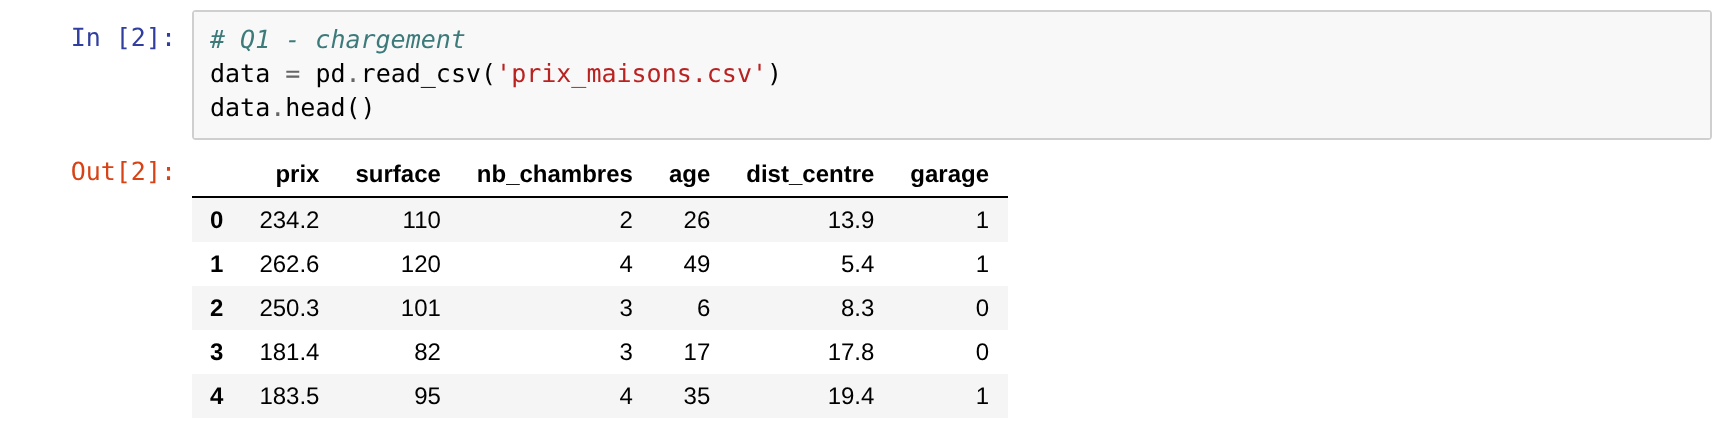 In [2]:
# Q1 - chargement
data = pd.read_csv('prix_maisons.csv')
data.head()
Out[2]:
prix surface nb_chambres age dist_centre garage
0 234.2 110 2 26 13.9 1
1 262.6 120 4 49 5.4 1
2 250.3 101 3 6 8.3 0
3 181.4 82 3 17 17.8 0
4 183.5 95 4 35 19.4 1